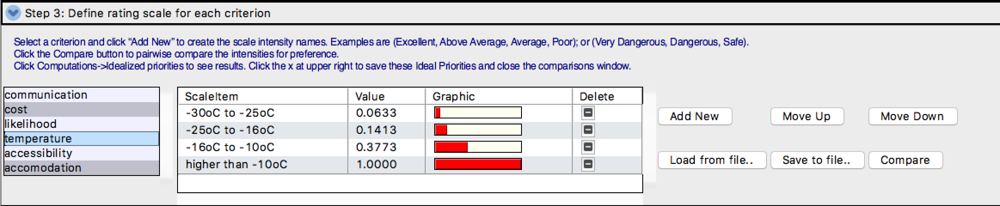 Step 3: Define rating scale for each criterion
Select a criterion and click “Add New” to create the scale intensity names. Examples are (Excellent, Above Average, Average, Poor); or (Very Dangerous, Dangerous, Safe).
Click the Compare button to pairwise compare the intensities for preference.
Click Computations->Idealized priorities to see results. Click the x at upper right to save these Ideal Priorities and close the comparisons window.
communication
cost
likelihood
temperature
accessibility
accomodation
ScaleItem Value Graphic Delete
-30oC to -25oC 0.0633
-25oC to -16oC 0.1413
-16oC to -10oC 0.3773
higher than -10oC 1.0000
Add New Move Up Move Down
Load from file.. Save to file.. Compare